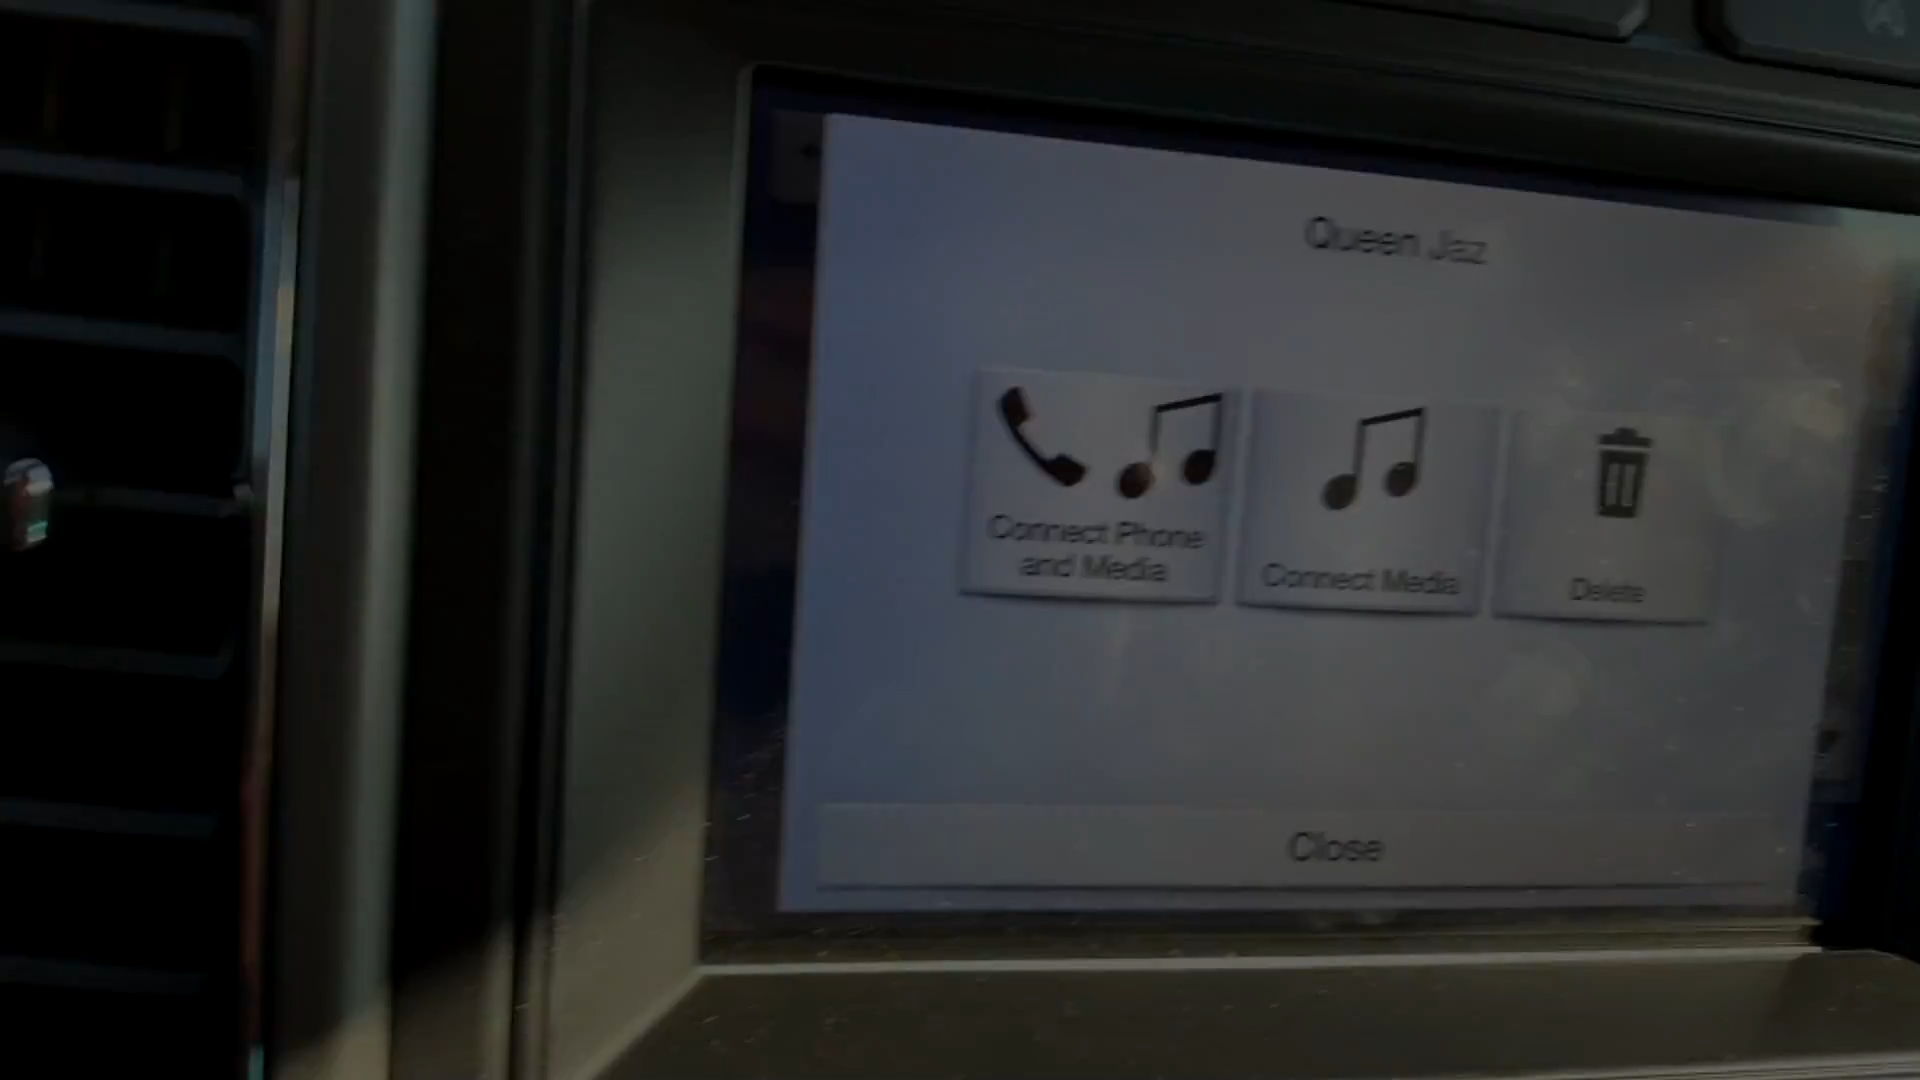 Queen Jaz
Connect Phone
and Media
Connect Media
Delete
Close